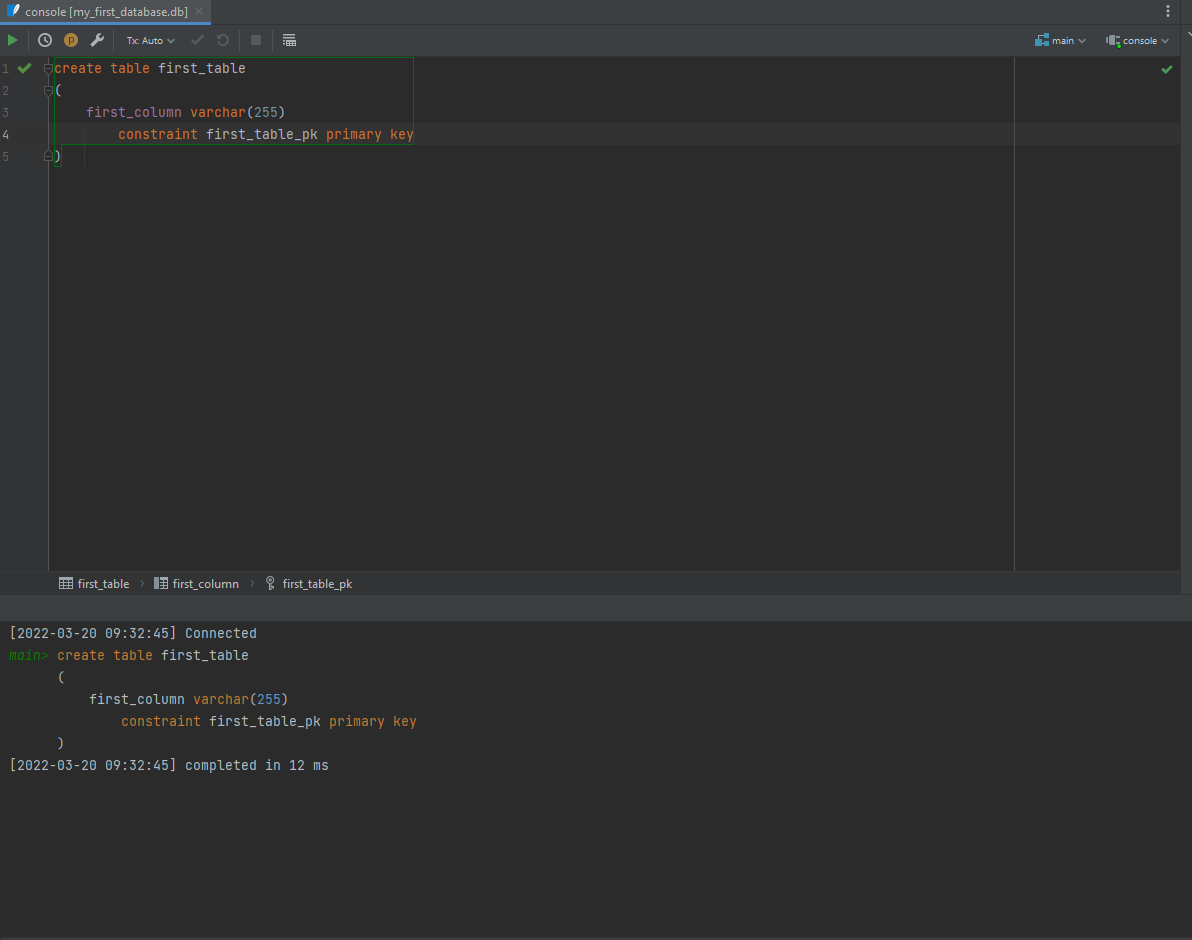 console [my_first_database.db]
p Tx: Auto main console
1 create table first_table
2 (
3 first_column varchar(255)
4 constraint first_table_pk primary key
5 )
first_table first_column first_table_pk
[2022-03-20 09:32:45] Connected
main> create table first_table
(
first_column varchar(255)
constraint first_table_pk primary key
)
[2022-03-20 09:32:45] completed in 12 ms